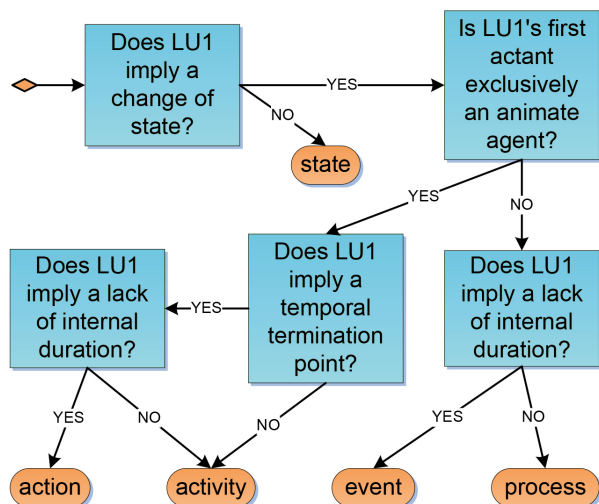 Does LU1
imply a
change of
state?
YES
NO
state
Is LU1's first
actant
exclusively
an animate
agent?
YES
NO
Does LU1
imply a lack
of internal
duration?
YES
Does LU1
imply a
temporal
termination
point?
Does LU1
imply a lack
of internal
duration?
YES
NO
NO
YES
NO
action
activity
event
process